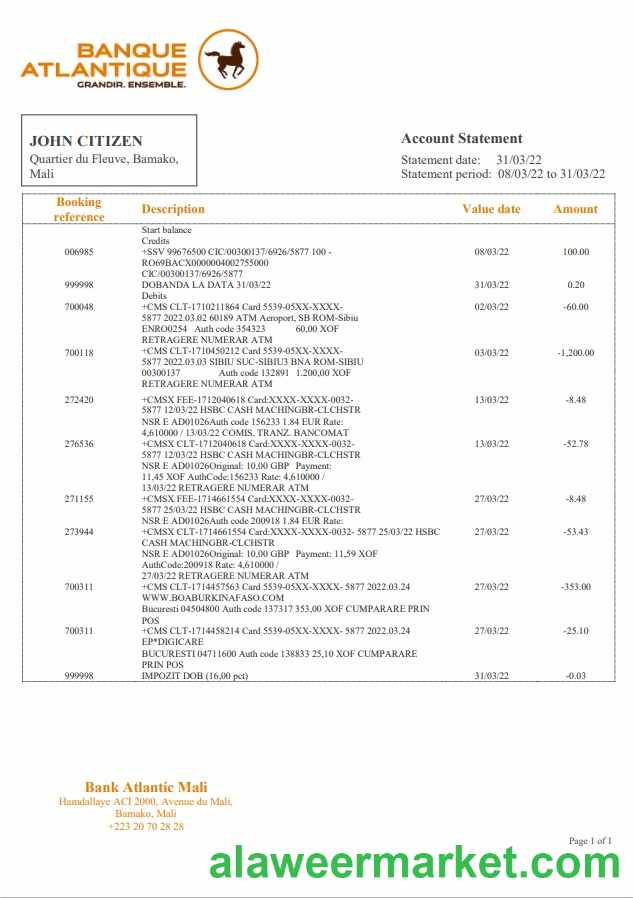 BANQUE
ATLANTIQUE
GRANDIR. ENSEMBLE.
JOHN CITIZEN
Quartier du Fleuve, Bamako,
Mali
Account Statement
Statement date: 31/03/22
Statement period: 08/03/22 to 31/03/22
Booking reference Description Value date Amount
Start balance
Credits
006985 +SSV 99676500 CIC/00300137/6926/5877 100 - 08/03/22 100.00
RO69BACX0000004002755000
CIC/00300137/6926/5877
999998 DOBANDA LA DATA 31/03/22 31/03/22 0.20
Debits
700048 +CMS CLT-1710211864 Card 5539-05XX-XXXX- 02/03/22 -60.00
5877 2022.03.02 60189 ATM Aeroport, SB ROM-Sibiu
ENRO0254 Auth code 354323 60,00 XOF
RETRAGERE NUMERAR ATM
700118 +CMS CLT-1710450212 Card 5539-05XX-XXXX- 03/03/22 -1,200.00
5877 2022.03.03 SIBIU SUC-SIBIU3 BNA ROM-SIBIU
00300137 Auth code 132891 1.200,00 XOF
RETRAGERE NUMERAR ATM
272420 +CMSX FEE-1712040618 Card:XXXX-XXXX-0032- 13/03/22 -8.48
5877 12/03/22 HSBC CASH MACHINGBR-CLCHSTR
NSR E AD01026Auth code 156233 1.84 EUR Rate:
4,610000 / 13/03/22 COMIS. TRANZ. BANCOMAT
276536 +CMSX CLT-1712040618 Card:XXXX-XXXX-0032- 13/03/22 -52.78
5877 12/03/22 HSBC CASH MACHINGBR-CLCHSTR
NSR E AD01026Original: 10,00 GBP Payment:
11,45 XOF AuthCode:156233 Rate: 4,610000 /
13/03/22 RETRAGERE NUMERAR ATM
271155 +CMSX FEE-1714661554 Card:XXXX-XXXX-0032- 27/03/22 -8.48
5877 25/03/22 HSBC CASH MACHINGBR-CLCHSTR
NSR E AD01026Auth code 200918 1.84 EUR Rate:
273944 +CMSX CLT-1714661554 Card:XXXX-XXXX-0032- 5877 25/03/22 HSBC 27/03/22 -53.43
CASH MACHINGBR-CLCHSTR
NSR E AD01026Original: 10,00 GBP Payment: 11,59 XOF
AuthCode:200918 Rate: 4,610000 /
27/03/22 RETRAGERE NUMERAR ATM
700311 +CMS CLT-1714457563 Card 5539-05XX-XXXX- 5877 2022.03.24 27/03/22 -353.00
WWW.BOABURKINAFASO.COM
Bucuresti 04504800 Auth code 137317 353,00 XOF CUMPARARE PRIN
POS
700311 +CMS CLT-1714458214 Card 5539-05XX-XXXX- 5877 2022.03.24 27/03/22 -25.10
EP*DIGICARE
BUCURESTI 04711600 Auth code 138833 25,10 XOF CUMPARARE
PRIN POS
999998 IMPOZIT DOB (16,00 pct) 31/03/22 -0.03
Bank Atlantic Mali
Hamdallaye ACI 2000, Avenue du Mali,
Bamako, Mali
+223 20 70 28 28
Page 1 of 1
alaweermarket.com